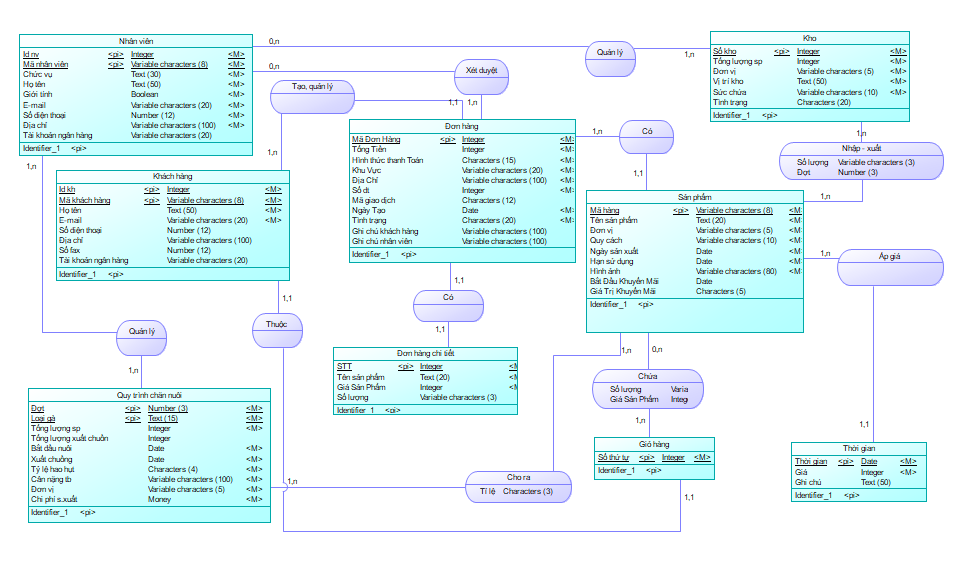 Nhân viên
Id nv <pi> Integer <M>
Mã nhân viên <pi> Variable characters (8) <M>
Chức vụ Text (30) <M>
Họ tên Text (50) <M>
Giới tính Boolean <M>
E-mail Variable characters (20) <M>
Số điện thoại Number (12) <M>
Địa chỉ Variable characters (100) <M>
Tài khoản ngân hàng Variable characters (20)
Identifier_1 <pi>
0,n
0,n
1,n
Quản lý
1,n
Xét duyệt
1,n
Tạo, quản lý
1,1
1,n
Kho
Số kho <pi> Integer <M>
Tổng lượng sp Integer <M>
Đơn vị Variable characters (5) <M>
Vị trí kho Text (50) <M>
Sức chứa Variable characters (10) <M>
Tình trạng Characters (20)
Identifier_1 <pi>
1,n
Nhập - xuất
Số lượng Variable characters (3)
Đợt Number (3)
1,n
Đơn hàng
Mã Đơn Hàng <pi> Integer <M>
Tổng Tiền Integer <M>
Hình thức thanh Toán Characters (15) <M>
Khu Vực Variable characters (20) <M>
Địa Chỉ Variable characters (100) <M>
Số dt Integer <M>
Mã giao dịch Characters (12)
Ngày Tạo Date <M>
Tình trạng Characters (20) <M>
Ghi chú khách hàng Variable characters (100)
Ghi chú nhân viên Variable characters (100)
Identifier_1 <pi>
1,n
Có
1,1
Khách hàng
Id kh <pi> Integer <M>
Mã khách hàng <pi> Variable characters (8) <M>
Họ tên Text (50) <M>
E-mail Variable characters (20) <M>
Số điện thoại Number (12)
Địa chỉ Variable characters (100)
Số fax Number (12)
Tài khoản ngân hàng Variable characters (20)
Identifier_1 <pi>
1,1
Thuộc
Sản phẩm
Mã hàng <pi> Variable characters (8) <M>
Tên sản phẩm Text (20) <M>
Đơn vị Variable characters (5) <M>
Quy cách Variable characters (10) <M>
Ngày sản xuất Date <M>
Hạn sử dụng Date <M>
Hình ảnh Variable characters (80) <M>
Bắt Đầu Khuyến Mãi Date
Giá Trị Khuyến Mãi Characters (5)
Identifier_1 <pi>
1,n
Áp giá
1,1
1,1
Có
1,1
Đơn hàng chi tiết
STT <pi> Integer
Tên sản phẩm Text (20)
Giá Sản Phẩm Integer
Số lượng Variable characters (3)
Identifier_1 <pi>
Quản lý
1,n
Quy trình chăn nuôi
Đợt <pi> Number (3) <M>
Loại gà <pi> Text (15) <M>
Tổng lượng sp Integer <M>
Tổng lượng xuất chuồn Integer
Bắt đầu nuôi Date <M>
Xuất chuồng Date <M>
Tỷ lệ hao hụt Characters (4) <M>
Cân nặng tb Variable characters (100) <M>
Đơn vị Variable characters (5) <M>
Chi phí s.xuất Money <M>
Identifier_1 <pi>
1,n
Cho ra
Tỉ lệ Characters (3)
1,n
0,n
Chứa
Số lượng Varia
Giá Sản Phẩm Integ
1,n
Giỏ hàng
Số thứ tự <pi> Integer <M>
Identifier_1 <pi>
1,1
Thời gian
Thời gian <pi> Date <M>
Giá Integer <M>
Ghi chú Text (50)
Identifier_1 <pi>